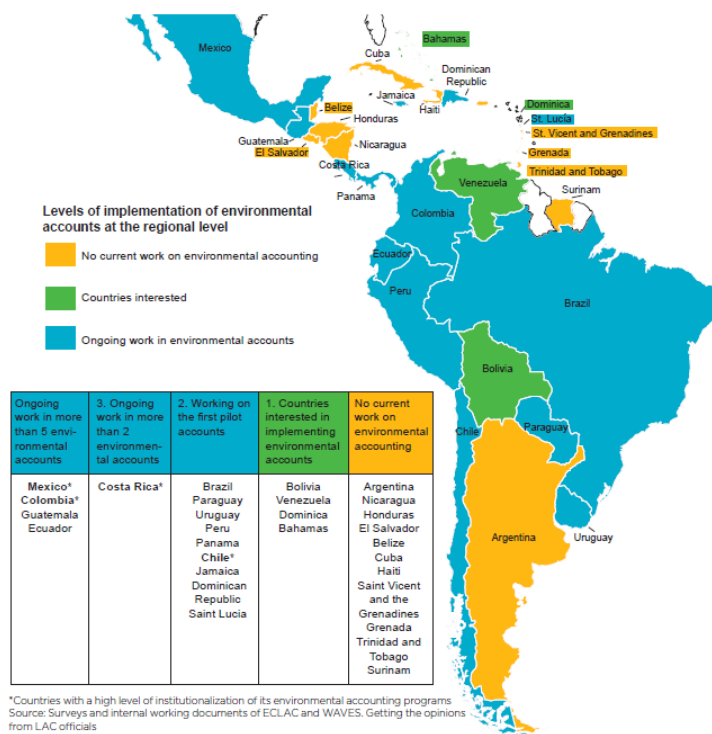 Mexico
Cuba
Bahamas
Dominican
Republic
Jamaica
Haiti
Belize
Honduras
Guatemala
El Salvador
Nicaragua
Costa Rica
Panama
Dominica
St. Lucía
St. Vicent and Grenadines
Grenada
Trinidad and Tobago
Surinam
Venezuela
Colombia
Ecuador
Peru
Brazil
Bolivia
Paraguay
Chile
Argentina
Uruguay
Levels of implementation of environmental
accounts at the regional level
No current work on environmental accounting
Countries interested
Ongoing work in environmental accounts
Ongoing
work in more
than 5 envi-
ronmental
accounts
3. Ongoing
work in more
than 2
environmen-
tal accounts
2. Working on
the first pilot
accounts
1. Countries
interested in
implementing
environmental
accounts
No current
work on
environmental
accounting
Mexico*
Colombia*
Guatemala
Ecuador
Costa Rica*
Brazil
Paraguay
Uruguay
Peru
Panama
Chile*
Jamaica
Dominican
Republic
Saint Lucia
Bolivia
Venezuela
Dominica
Bahamas
Argentina
Nicaragua
Honduras
El Salvador
Belize
Cuba
Haiti
Saint Vicent
and the
Grenadines
Grenada
Trinidad and
Tobago
Surinam
*Countries with a high level of institutionalization of its environmental accounting programs
Source: Surveys and internal working documents of ECLAC and WAVES. Getting the opinions
from LAC officials